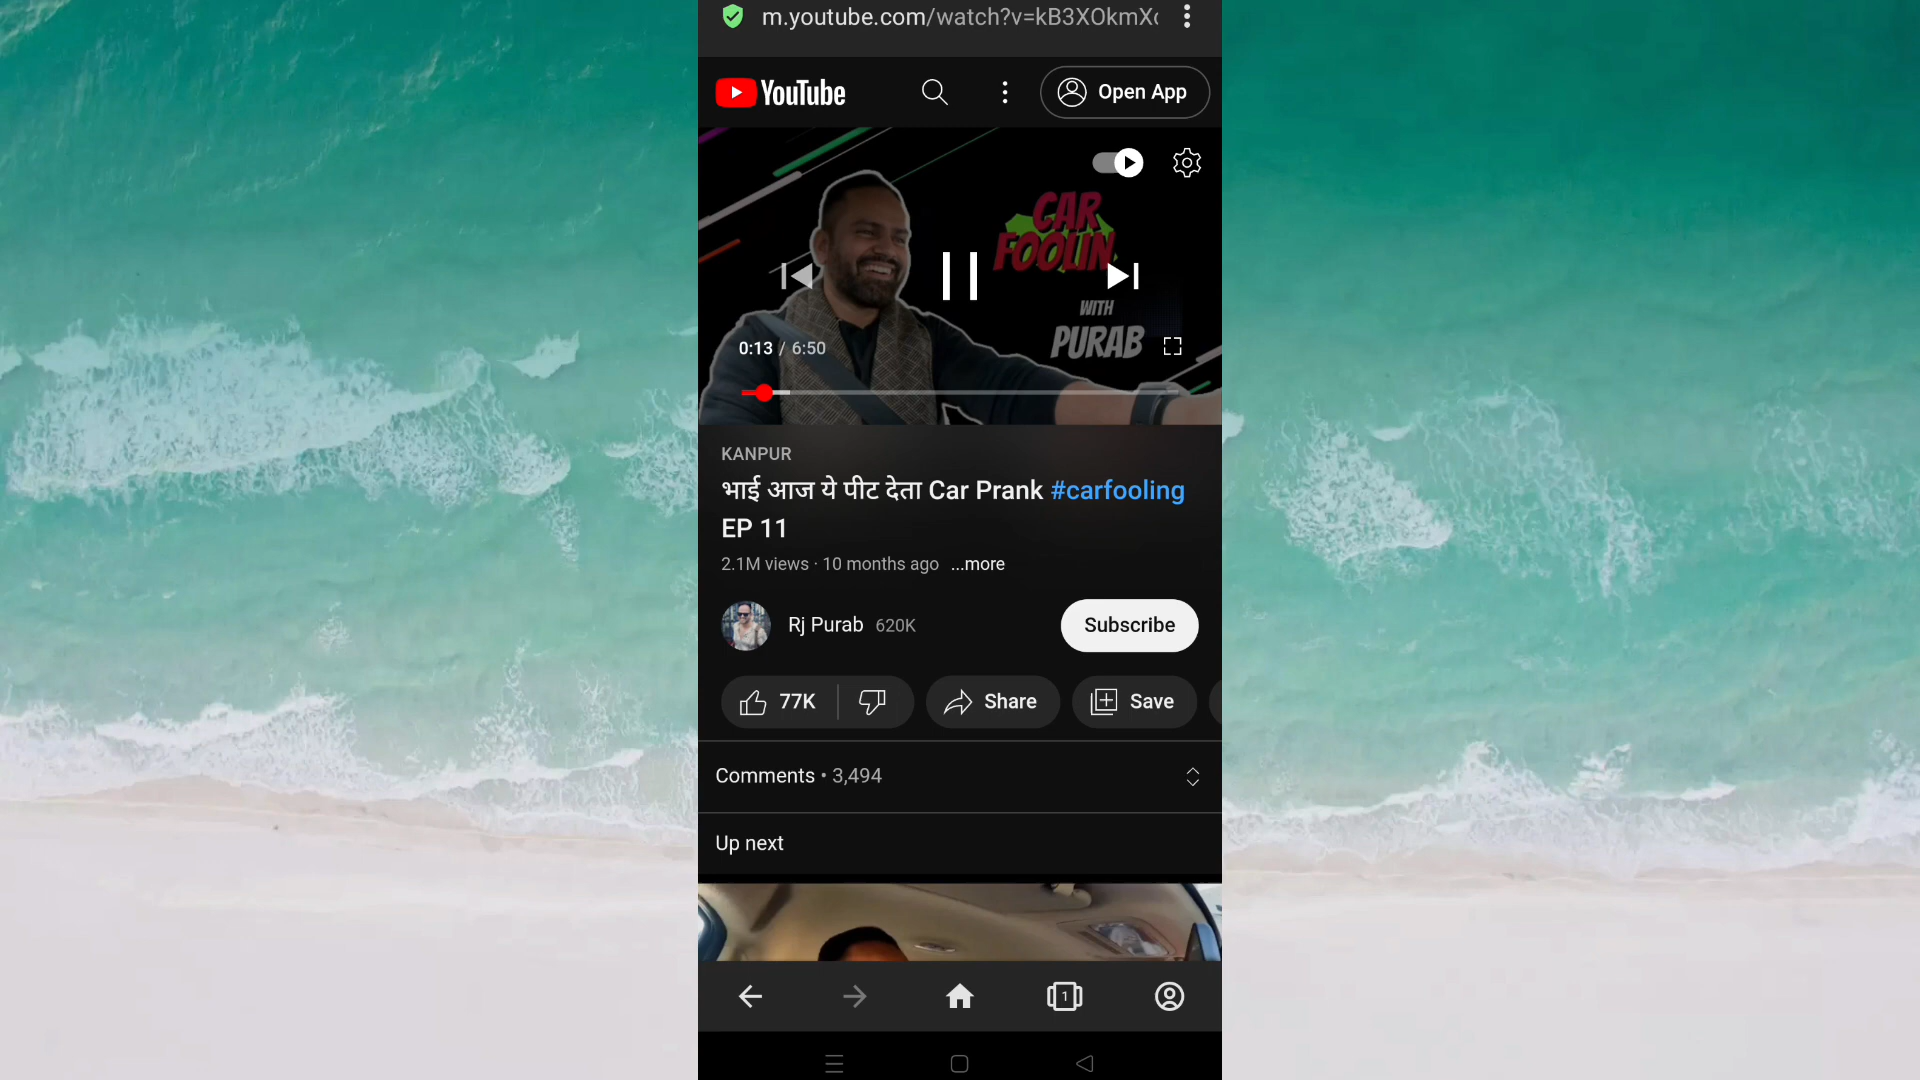 m.youtube.com/watch?v=kB3XOkmX
YouTube
Open App
CAR
FOOLIN
WITH
PURAB
0:13 / 6:50
KANPUR
भाई आज ये पीट देता Car Prank #carfooling
EP 11
2.1M views · 10 months ago ...more
Rj Purab 620K
Subscribe
77K
Share
Save
Comments • 3,494
Up next
1